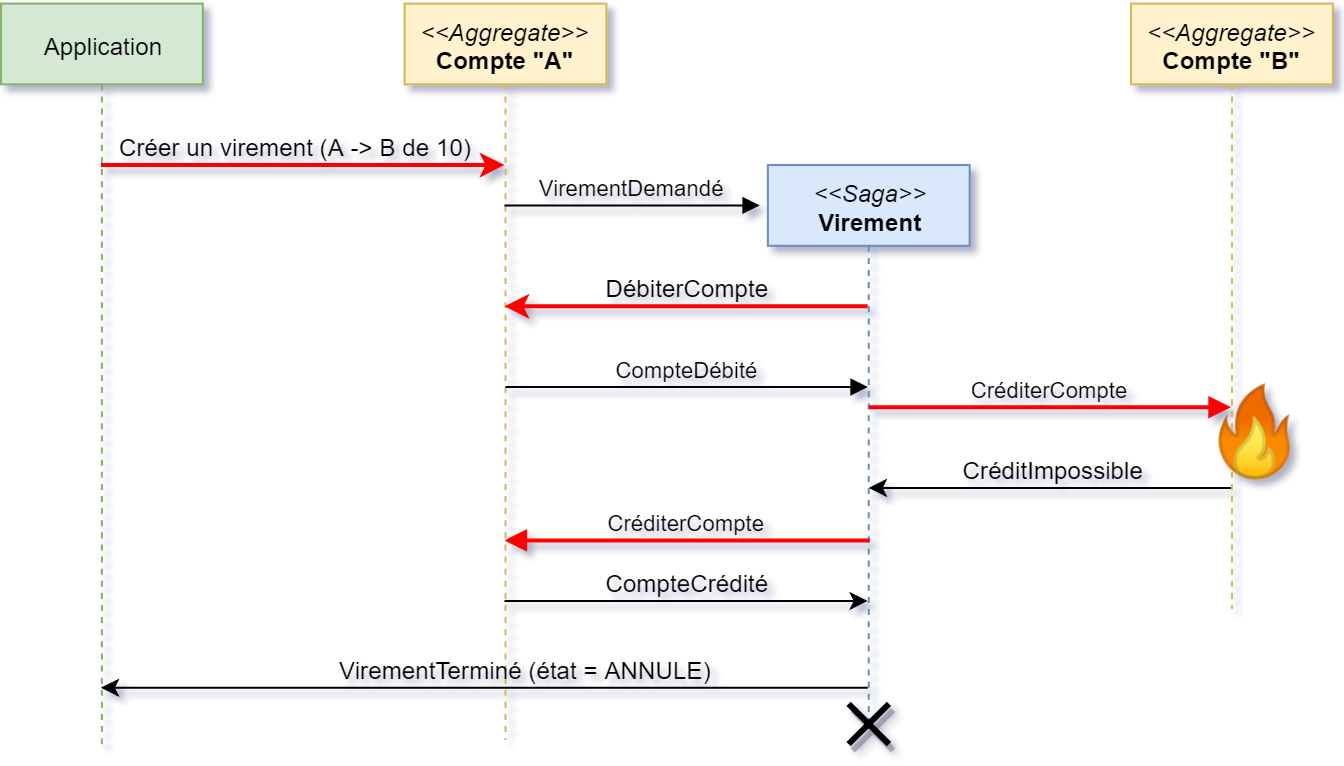 Application
<<Aggregate>>
Compte "A"
<<Aggregate>>
Compte "B"
Créer un virement (A -> B de 10)
VirementDemandé
<<Saga>>
Virement
DébiterCompte
CompteDébité
CréditerCompte
CréditImpossible
CréditerCompte
CompteCrédité
VirementTerminé (état = ANNULE)